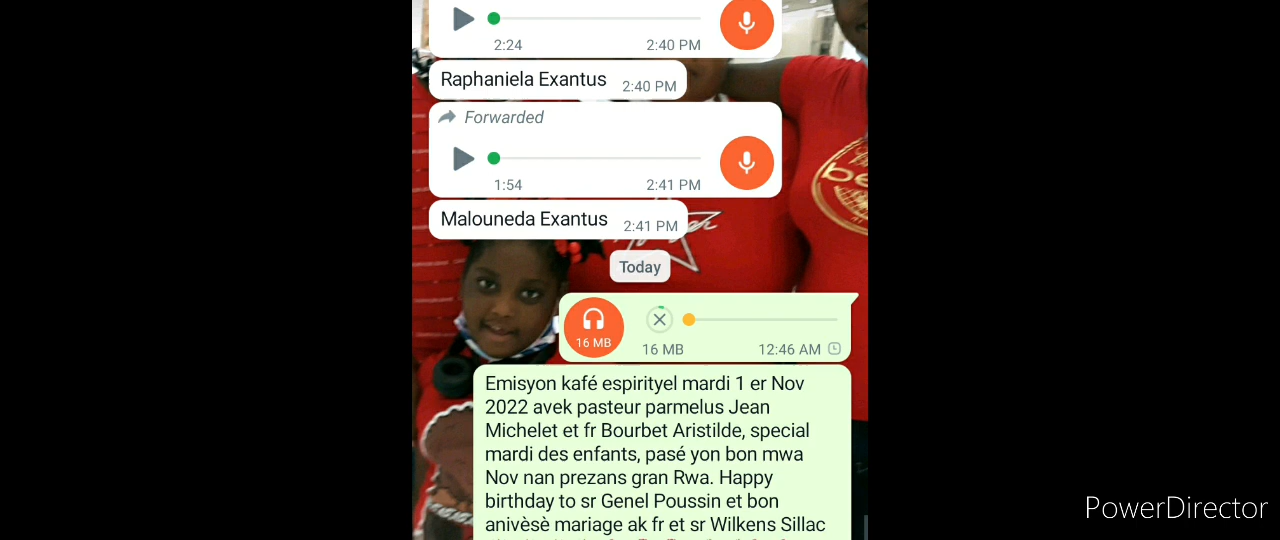 2:24 2:40 PM
Raphaniela Exantus 2:40 PM
Forwarded
1:54 2:41 PM
Malouneda Exantus 2:41 PM
Today
16 MB
16 MB 12:46 AM
Emisyon kafé espirityel mardi 1 er Nov
2022 avek pasteur parmelus Jean
Michelet et fr Bourbet Aristilde, special
mardi des enfants, pasé yon bon mwa
Nov nan prezans gran Rwa. Happy
birthday to sr Genel Poussin et bon
anivèsè mariage ak fr et sr Wilkens Sillac
PowerDirector